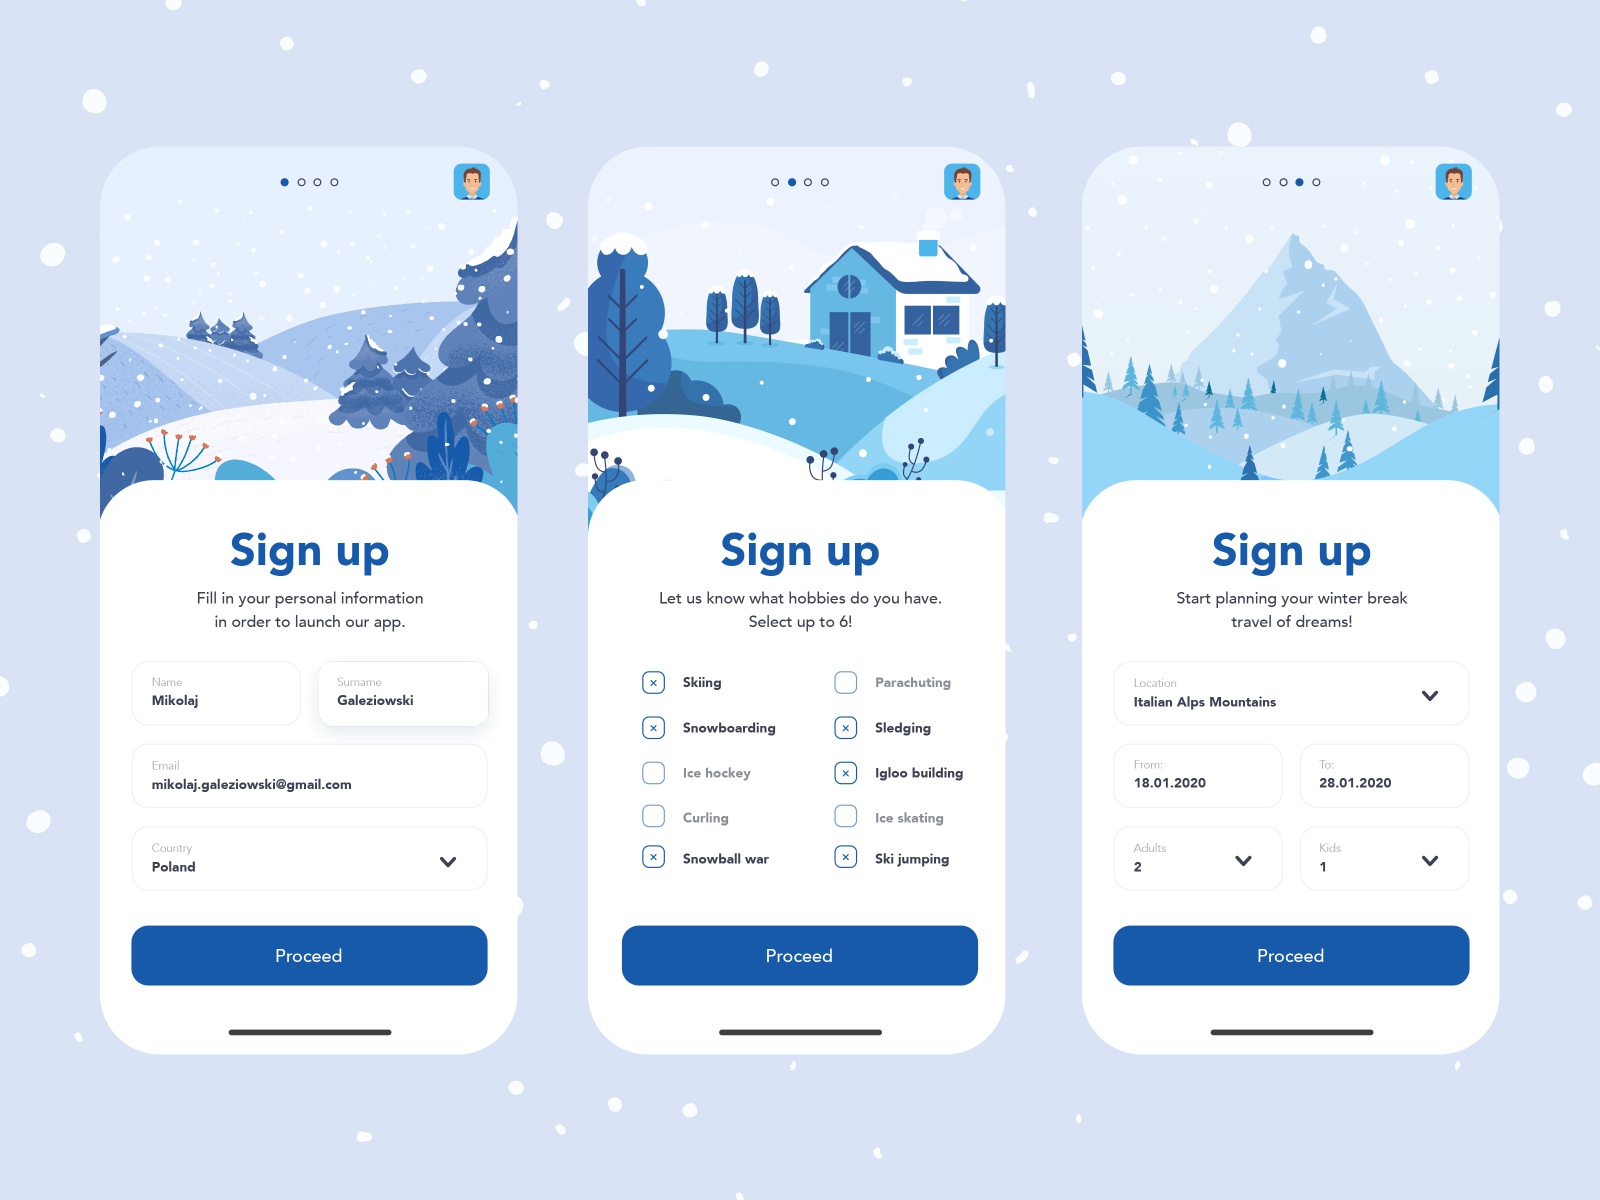 Sign up
Fill in your personal information
in order to launch our app.
Name
Mikolaj
Surname
Galeziowski
Email
mikolaj.galeziowski@gmail.com
Country
Poland
Proceed
Sign up
Let us know what hobbies do you have.
Select up to 6!
Skiing
Parachuting
Snowboarding
Sledging
Ice hockey
Igloo building
Curling
Ice skating
Snowball war
Ski jumping
Proceed
Sign up
Start planning your winter break
travel of dreams!
Location
Italian Alps Mountains
From:
18.01.2020
To:
28.01.2020
Adults
2
Kids
1
Proceed